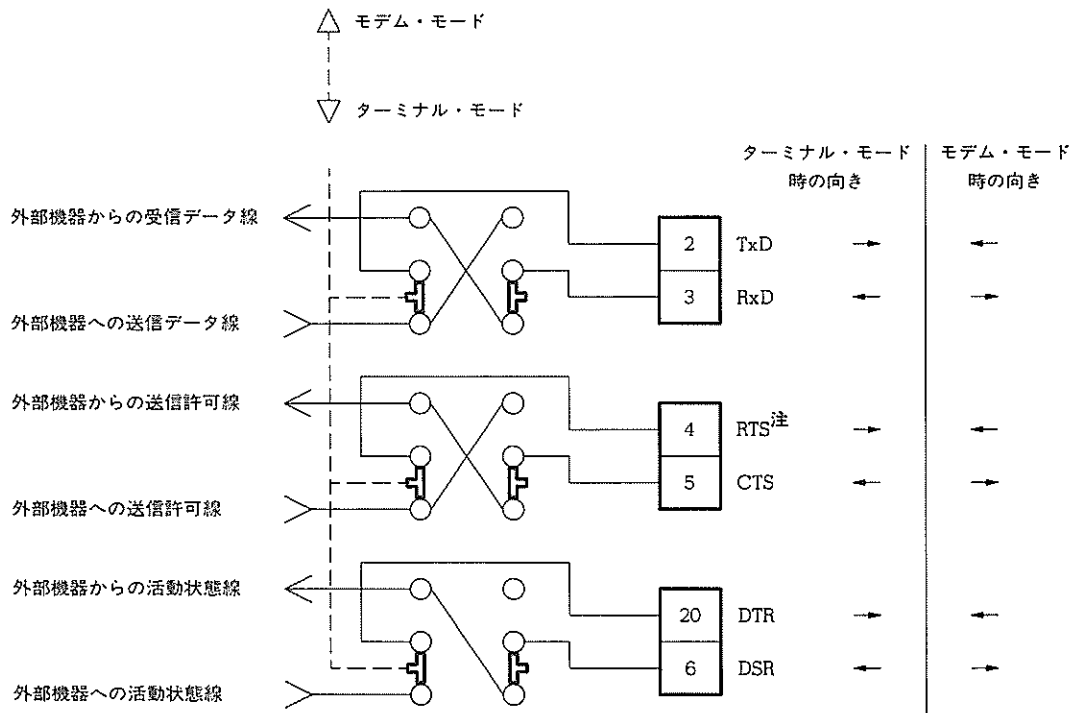 モデム・モード
ターミナル・モード
ターミナル・モード
時の向き
モデム・モード
時の向き
外部機器からの受信データ線
2 TxD
3 RxD
外部機器への送信データ線
外部機器からの送信許可線
4 RTS注
5 CTS
外部機器への送信許可線
外部機器からの活動状態線
20 DTR
6 DSR
外部機器への活動状態線